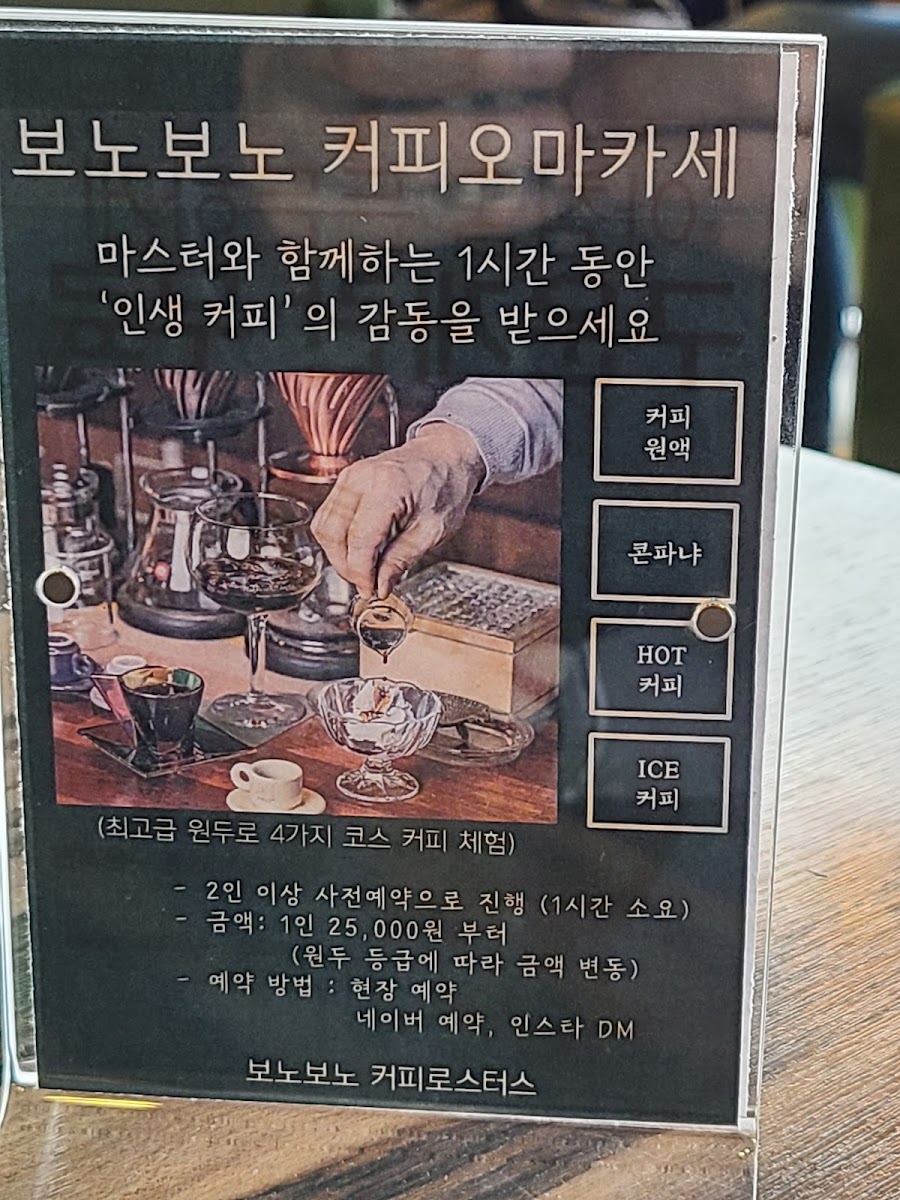 보노보노 커피오마카세
마스터와 함께하는 1시간 동안
'인생 커피'의 감동을 받으세요
커피
원액
콘파냐
HOT
커피
ICE
커피
(최고급 원두로 4가지 코스 커피 체험)
- 2인 이상 사전예약으로 진행 (1시간 소요)
- 금액: 1인 25,000원 부터
(원두 등급에 따라 금액 변동)
- 예약 방법 : 현장 예약
네이버 예약, 인스타 DM
보노보노 커피로스터스